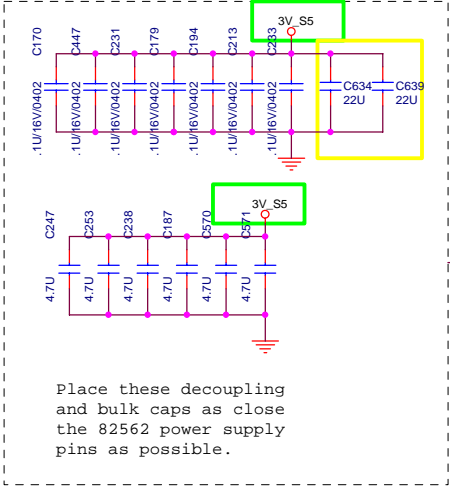 3V_S5
C170
C447
C231
C179
C194
C213
C233
.1U/16V/0402
.1U/16V/0402
.1U/16V/0402
.1U/16V/0402
.1U/16V/0402
.1U/16V/0402
.1U/16V/0402
C634
22U
C639
22U
3V_S5
C247
C253
C238
C187
C570
C571
4.7U
4.7U
4.7U
4.7U
4.7U
4.7U
Place these decoupling
and bulk caps as close
the 82562 power supply
pins as possible.